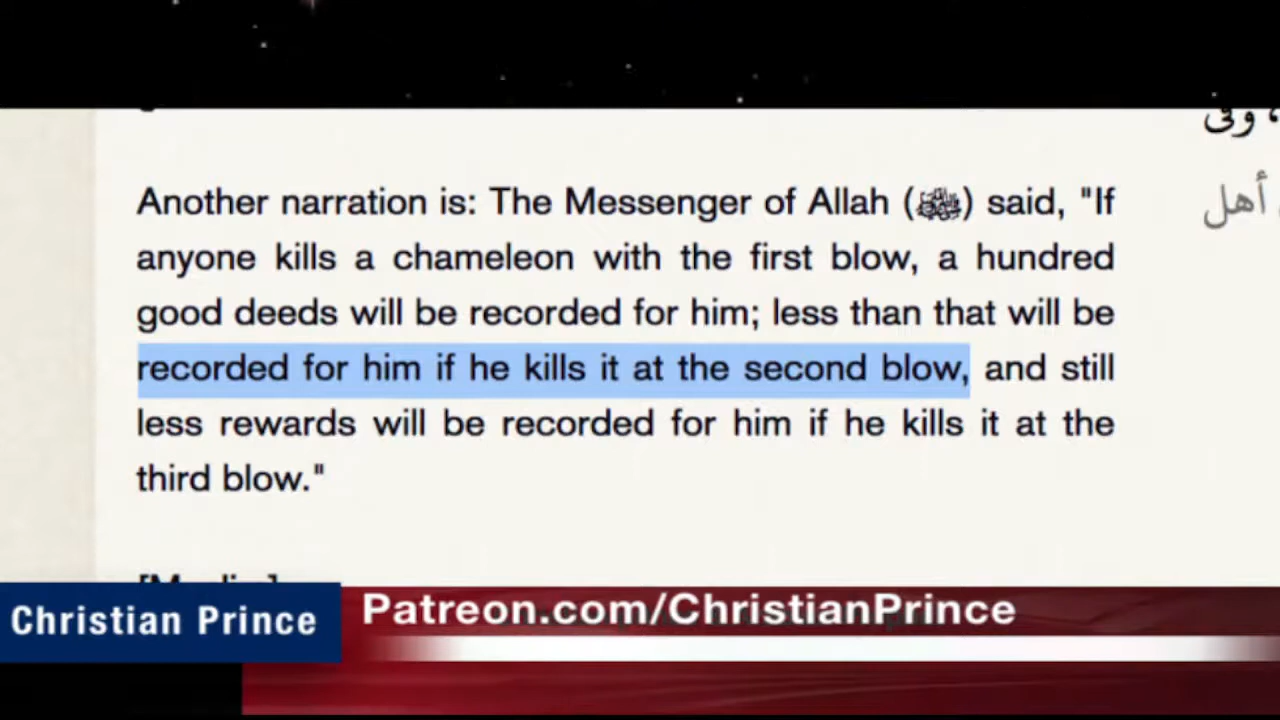 وفي
Another narration is: The Messenger of Allah (ﷺ) said, "If
أهل
anyone kills a chameleon with the first blow, a hundred
good deeds will be recorded for him; less than that will be
recorded for him if he kills it at the second blow, and still
less rewards will be recorded for him if he kills it at the
third blow."
Christian Prince
Patreon.com/ChristianPrince